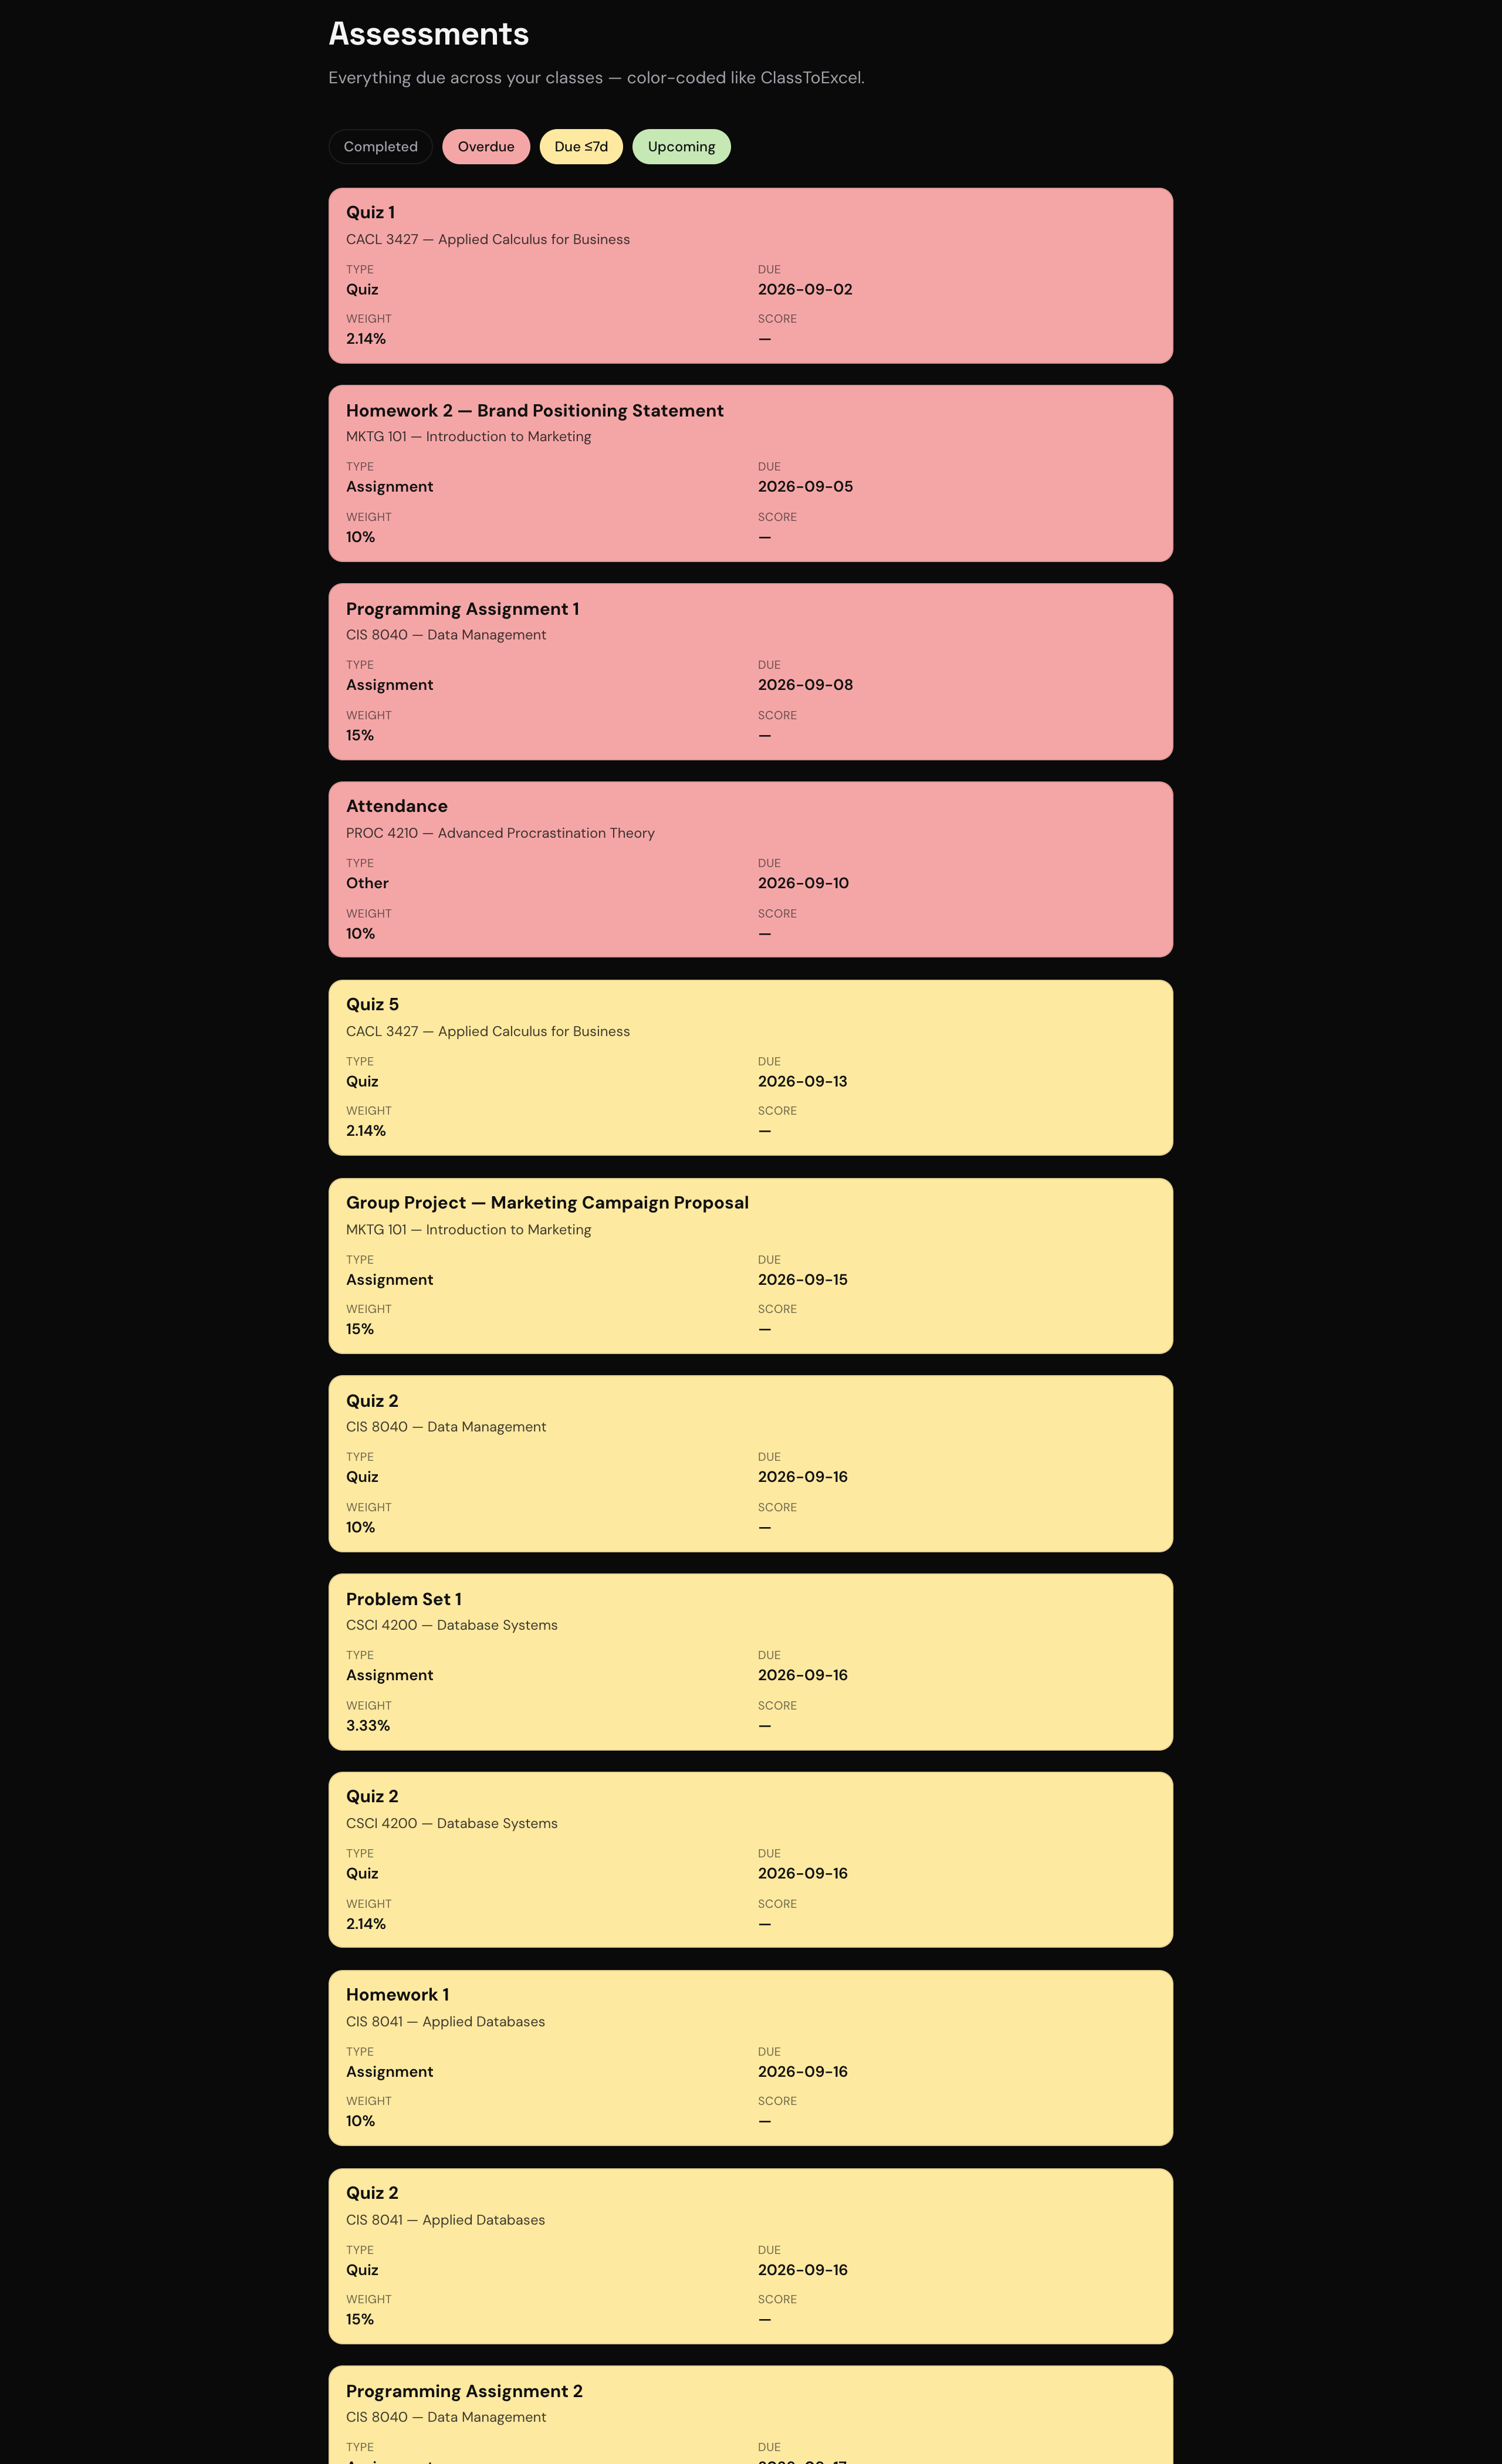 Assessments
Everything due across your classes — color-coded like ClassToExcel.
Completed Overdue Due ≤7d Upcoming
Quiz 1
CACL 3427 — Applied Calculus for Business
TYPE DUE
Quiz 2026-09-02
WEIGHT SCORE
2.14% —
Homework 2 — Brand Positioning Statement
MKTG 101 — Introduction to Marketing
TYPE DUE
Assignment 2026-09-05
WEIGHT SCORE
10% —
Programming Assignment 1
CIS 8040 — Data Management
TYPE DUE
Assignment 2026-09-08
WEIGHT SCORE
15% —
Attendance
PROC 4210 — Advanced Procrastination Theory
TYPE DUE
Other 2026-09-10
WEIGHT SCORE
10% —
Quiz 5
CACL 3427 — Applied Calculus for Business
TYPE DUE
Quiz 2026-09-13
WEIGHT SCORE
2.14% —
Group Project — Marketing Campaign Proposal
MKTG 101 — Introduction to Marketing
TYPE DUE
Assignment 2026-09-15
WEIGHT SCORE
15% —
Quiz 2
CIS 8040 — Data Management
TYPE DUE
Quiz 2026-09-16
WEIGHT SCORE
10% —
Problem Set 1
CSCI 4200 — Database Systems
TYPE DUE
Assignment 2026-09-16
WEIGHT SCORE
3.33% —
Quiz 2
CSCI 4200 — Database Systems
TYPE DUE
Quiz 2026-09-16
WEIGHT SCORE
2.14% —
Homework 1
CIS 8041 — Applied Databases
TYPE DUE
Assignment 2026-09-16
WEIGHT SCORE
10% —
Quiz 2
CIS 8041 — Applied Databases
TYPE DUE
Quiz 2026-09-16
WEIGHT SCORE
15% —
Programming Assignment 2
CIS 8040 — Data Management
TYPE DUE